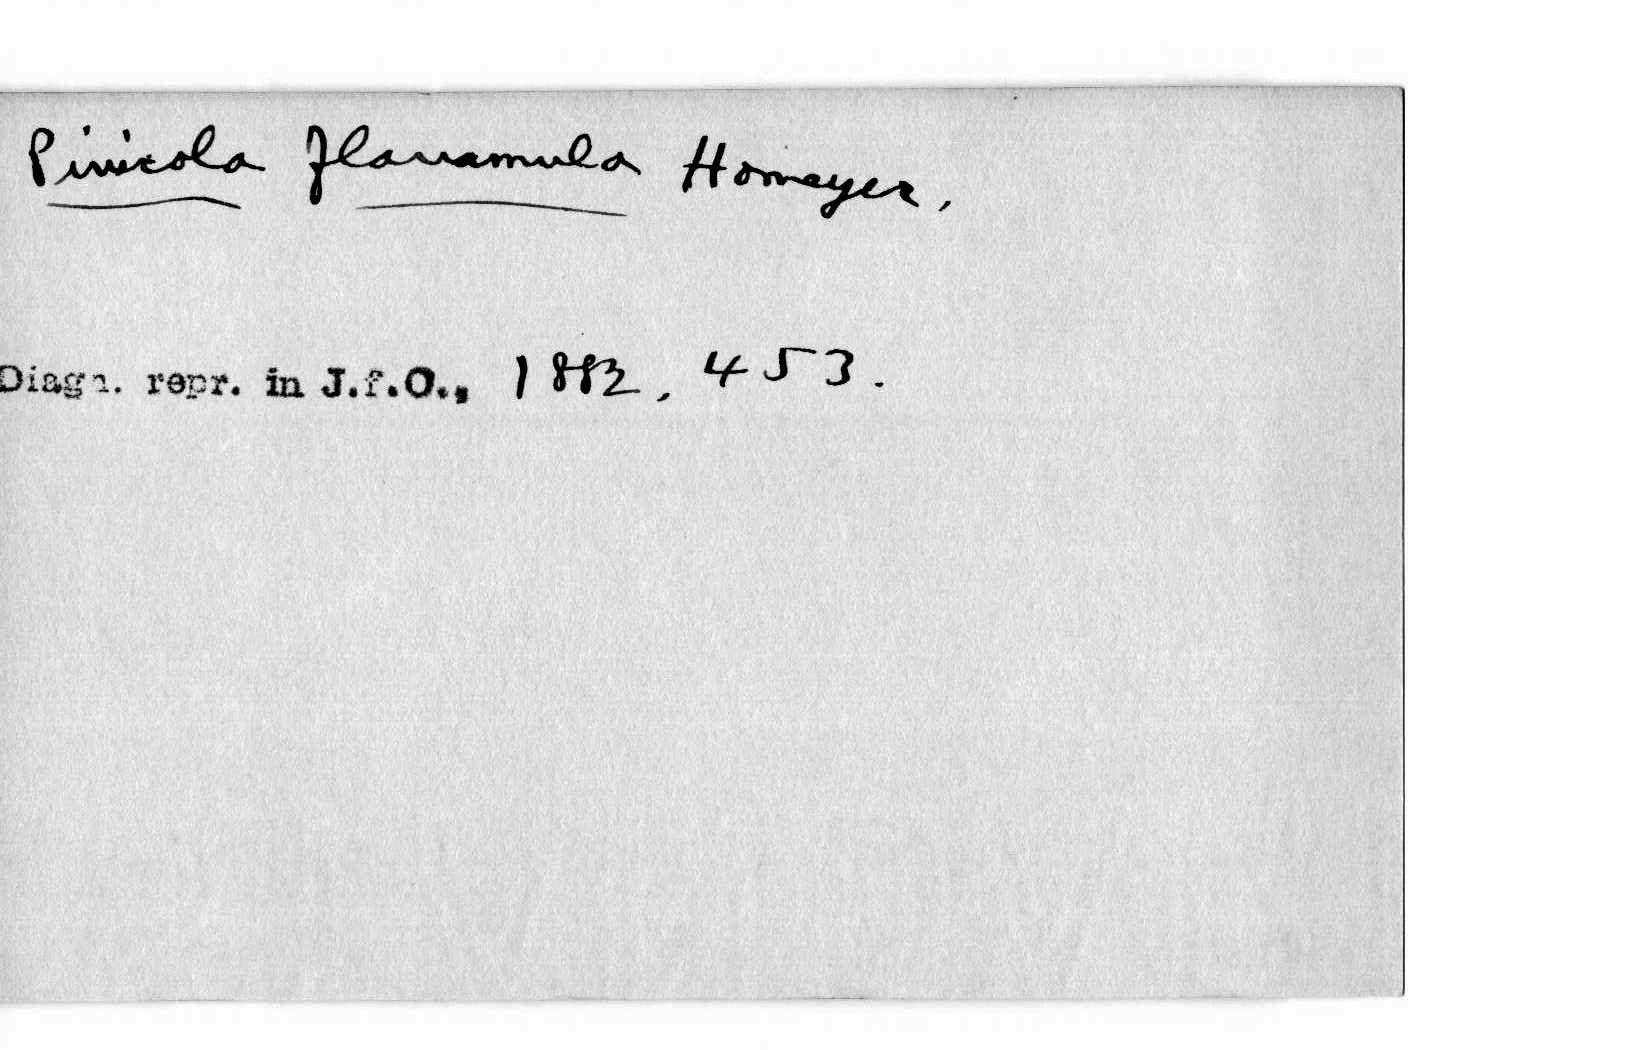 Pinicola flavamula Homeyer.
Diagn. repr. in J.f.O., 1882, 453.